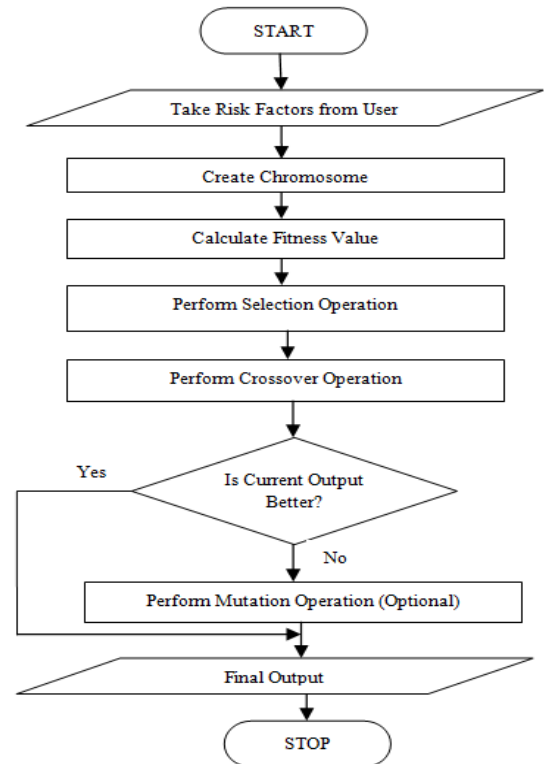 START
Take Risk Factors from User
Create Chromosome
Calculate Fitness Value
Perform Selection Operation
Perform Crossover Operation
Yes
Is Current Output
Better?
No
Perform Mutation Operation (Optional)
Final Output
STOP